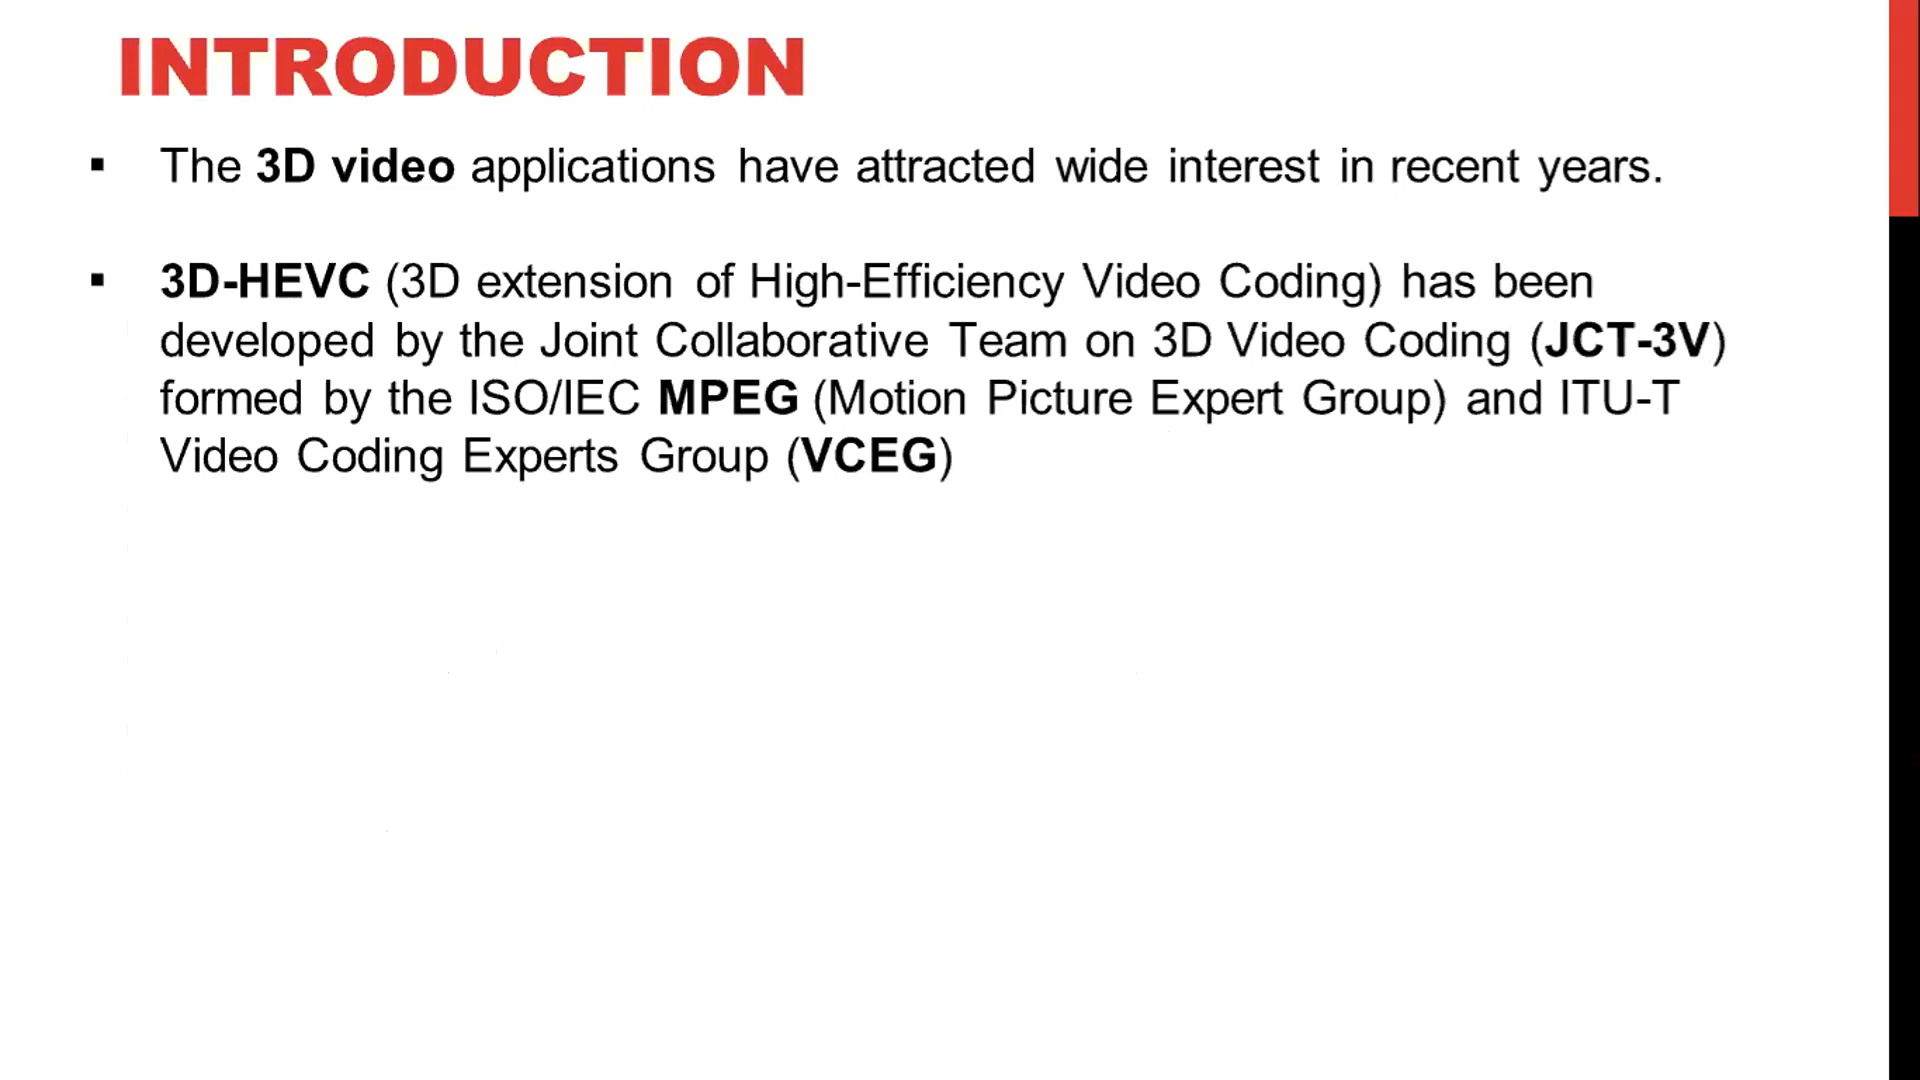 INTRODUCTION
▪ The 3D video applications have attracted wide interest in recent years.
▪ 3D-HEVC (3D extension of High-Efficiency Video Coding) has been
developed by the Joint Collaborative Team on 3D Video Coding (JCT-3V)
formed by the ISO/IEC MPEG (Motion Picture Expert Group) and ITU-T
Video Coding Experts Group (VCEG)